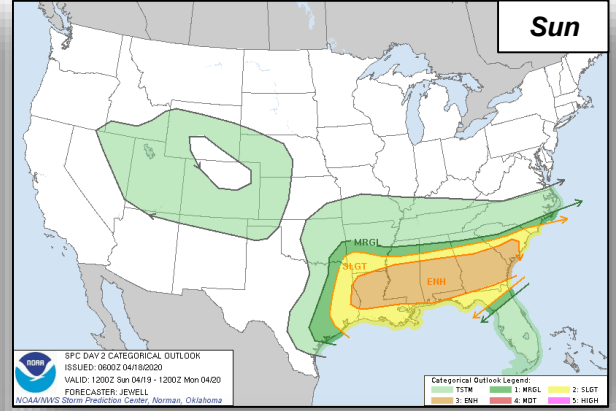 Sun
MRGL
SLGT
ENH
SPC DAY 2 CATEGORICAL OUTLOOK
ISSUED: 0600Z 04/18/2020
VALID: 1200Z Sun 04/19 - 1200Z Mon 04/20
FORECASTER: JEWELL
NOAA/NWS Storm Prediction Center, Norman, Oklahoma
NOAA
Categorical Outlook Legend:
TSTM 1: MRGL 2: SLGT
3: ENH 4: MDT 5: HIGH